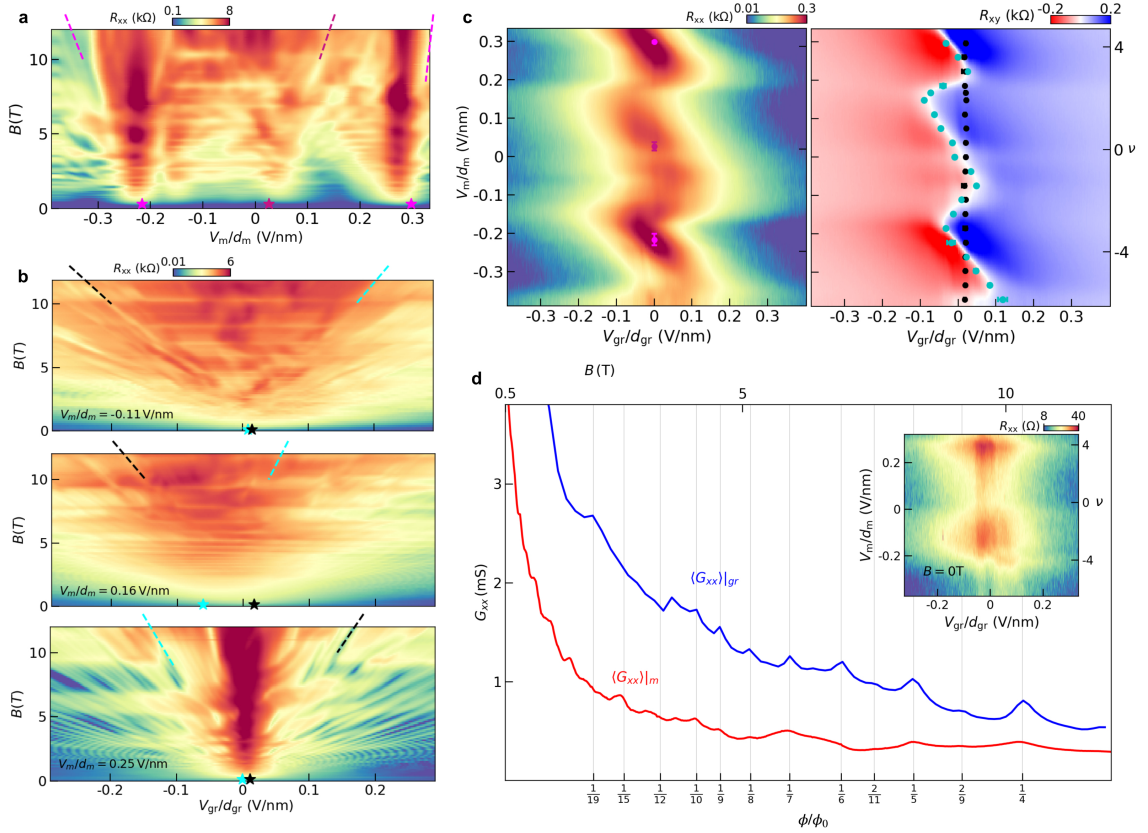 a
R_xx (kΩ)
0.1 8
B(T)
10
5
0
-0.3 -0.2 -0.1 0 0.1 0.2 0.3
V_m/d_m (V/nm)
b
R_xx (kΩ)
0.01 6
B(T)
10
5
0
V_m/d_m = -0.11 V/nm
B(T)
10
5
0
V_m/d_m = 0.16 V/nm
B(T)
10
5
0
V_m/d_m = 0.25 V/nm
-0.2 -0.1 0 0.1 0.2
V_gr/d_gr (V/nm)
c
R_xx (kΩ)
0.01 0.3
V_m/d_m (V/nm)
0.3
0.2
0.1
0
-0.1
-0.2
-0.3
-0.3 -0.2 -0.1 0.0 0.1 0.2 0.3
V_gr/d_gr (V/nm)
R_xy (kΩ)
-0.2 0.2
4
0
-4
ν
-0.3 -0.2 -0.1 0 0.1 0.2 0.3
V_gr/d_gr (V/nm)
d
B (T)
0.5 5 10
G_xx (mS)
3
2
1
⟨G_xx⟩|_gr
⟨G_xx⟩|_m
R_xx (Ω)
8 40
V_m/d_m (V/nm)
0.2
0
-0.2
4
0
-4
ν
B = 0T
-0.2 0 0.2
V_gr/d_gr (V/nm)
1/19 1/15 1/12 1/10 1/9 1/8 1/7 1/6 2/11 1/5 2/9 1/4
ϕ/ϕ_0